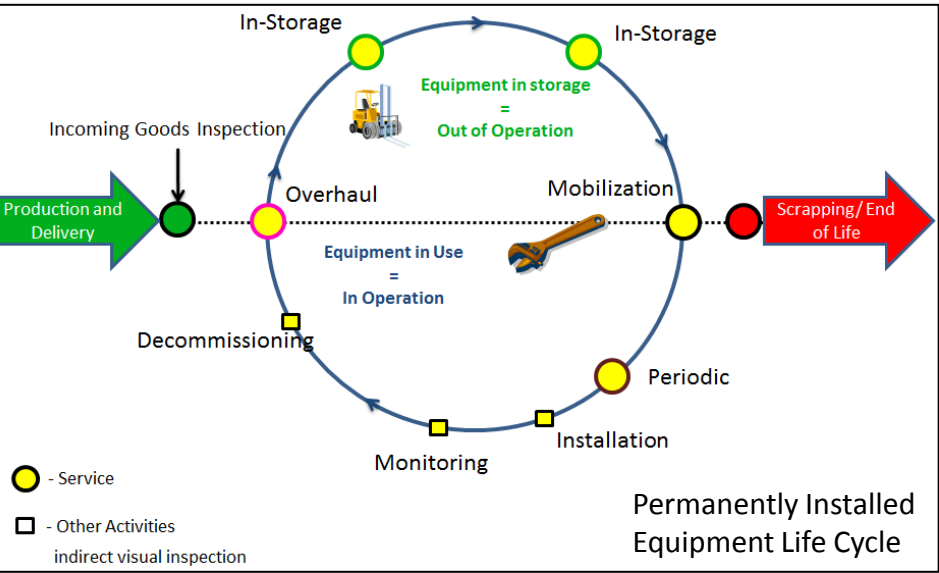 In-Storage
In-Storage
Equipment in storage
=
Out of Operation
Incoming Goods Inspection
Overhaul
Mobilization
Production and
Delivery
Scrapping/ End
of Life
Equipment in Use
=
In Operation
Decommissioning
Periodic
Installation
Monitoring
- Service
- Other Activities
indirect visual inspection
Permanently Installed
Equipment Life Cycle